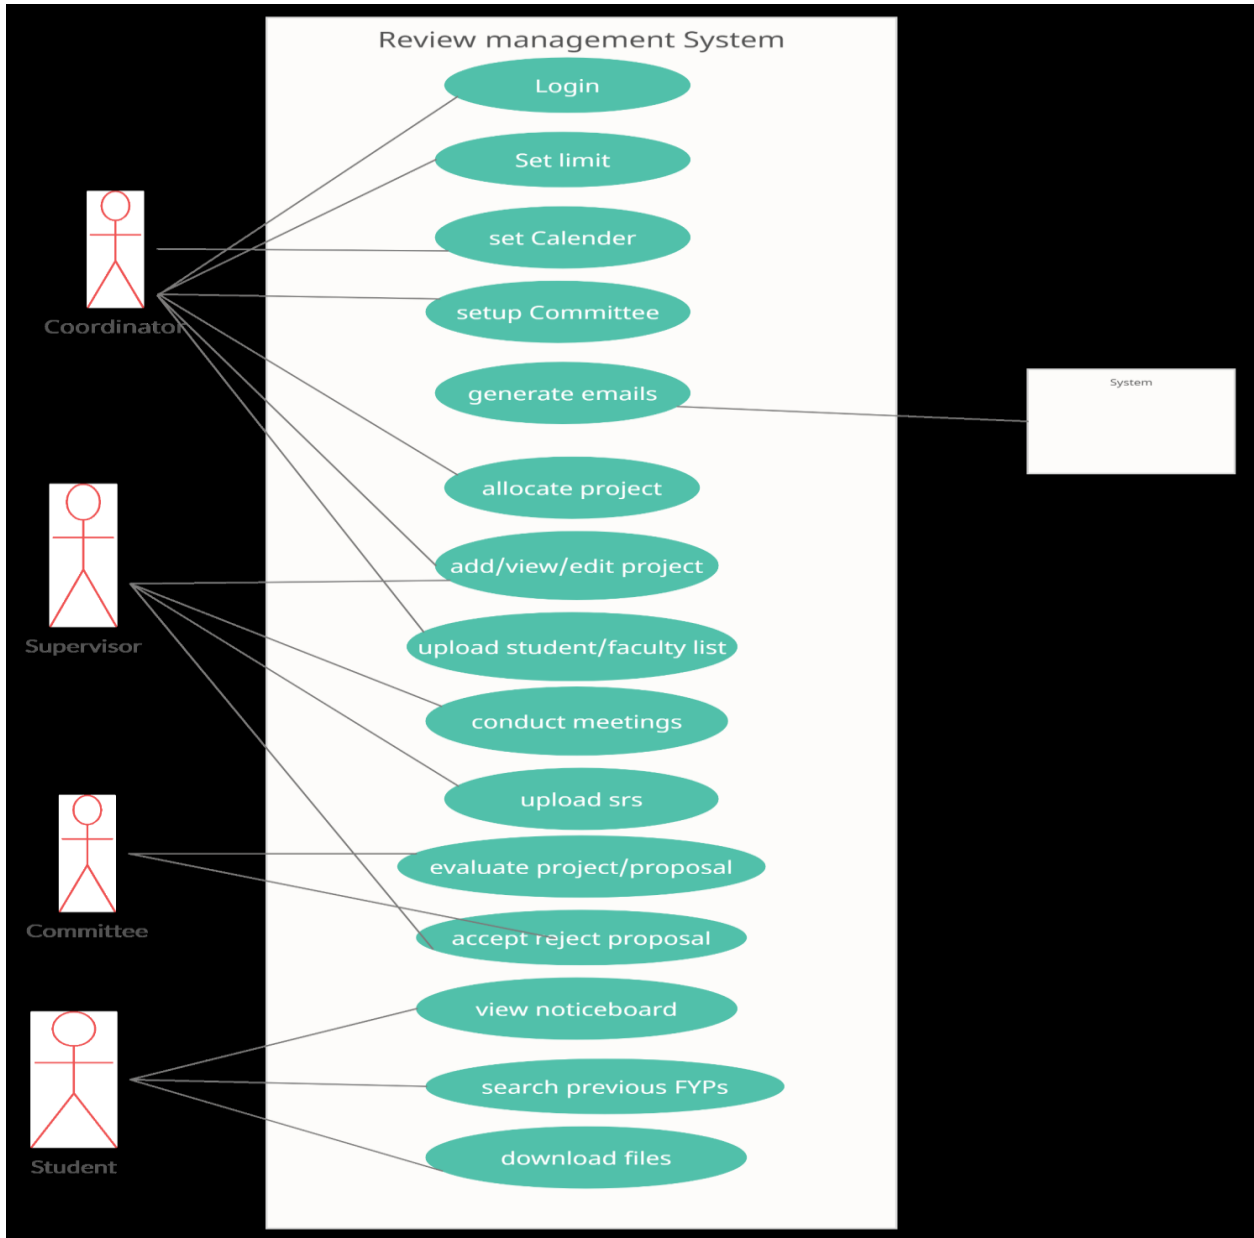 Review management System
Login
Set limit
set Calender
setup Committee
generate emails
allocate project
add/view/edit project
upload student/faculty list
conduct meetings
upload srs
evaluate project/proposal
accept reject proposal
view noticeboard
search previous FYPs
download files
Coordinator
Supervisor
Committee
Student
System